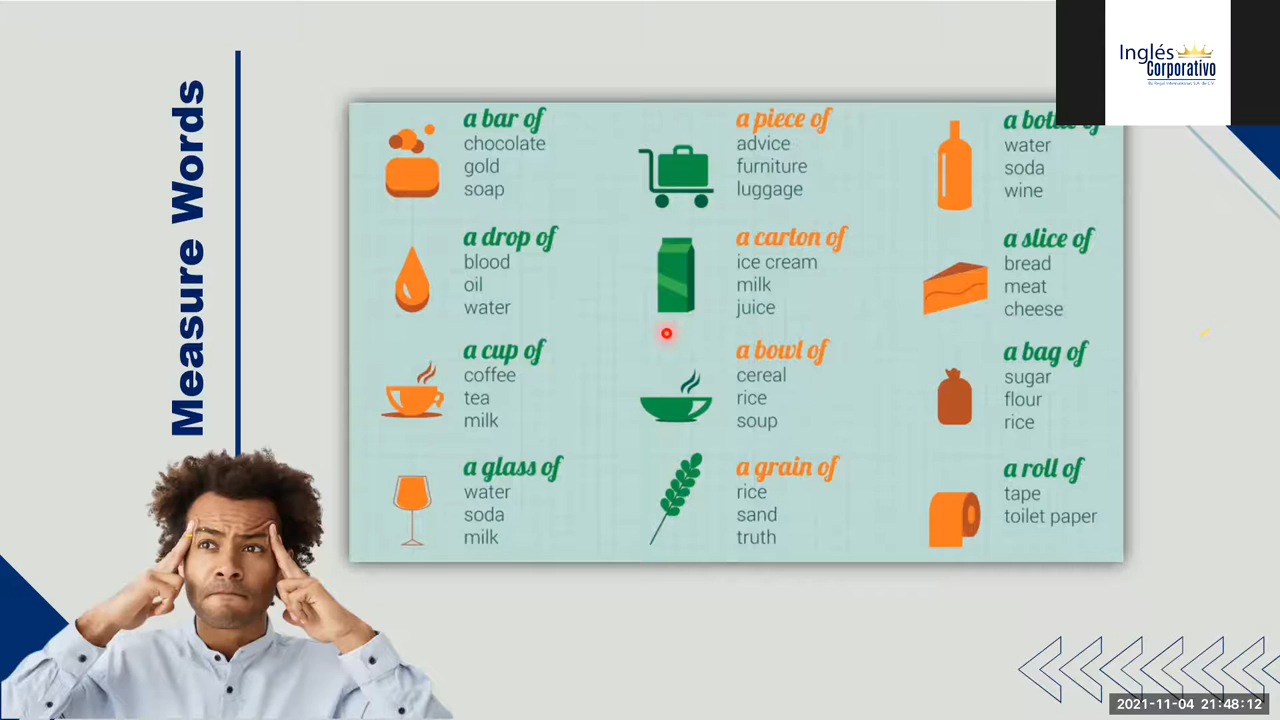 Measure Words
a bar of
chocolate
gold
soap
a piece of
advice
furniture
luggage
a bottle of
water
soda
wine
a drop of
blood
oil
water
a carton of
ice cream
milk
juice
a slice of
bread
meat
cheese
a cup of
coffee
tea
milk
a bowl of
cereal
rice
soup
a bag of
sugar
flour
rice
a glass of
water
soda
milk
a grain of
rice
sand
truth
a roll of
tape
toilet paper
Inglés
Corporativo
2021-11-04 21:48:12